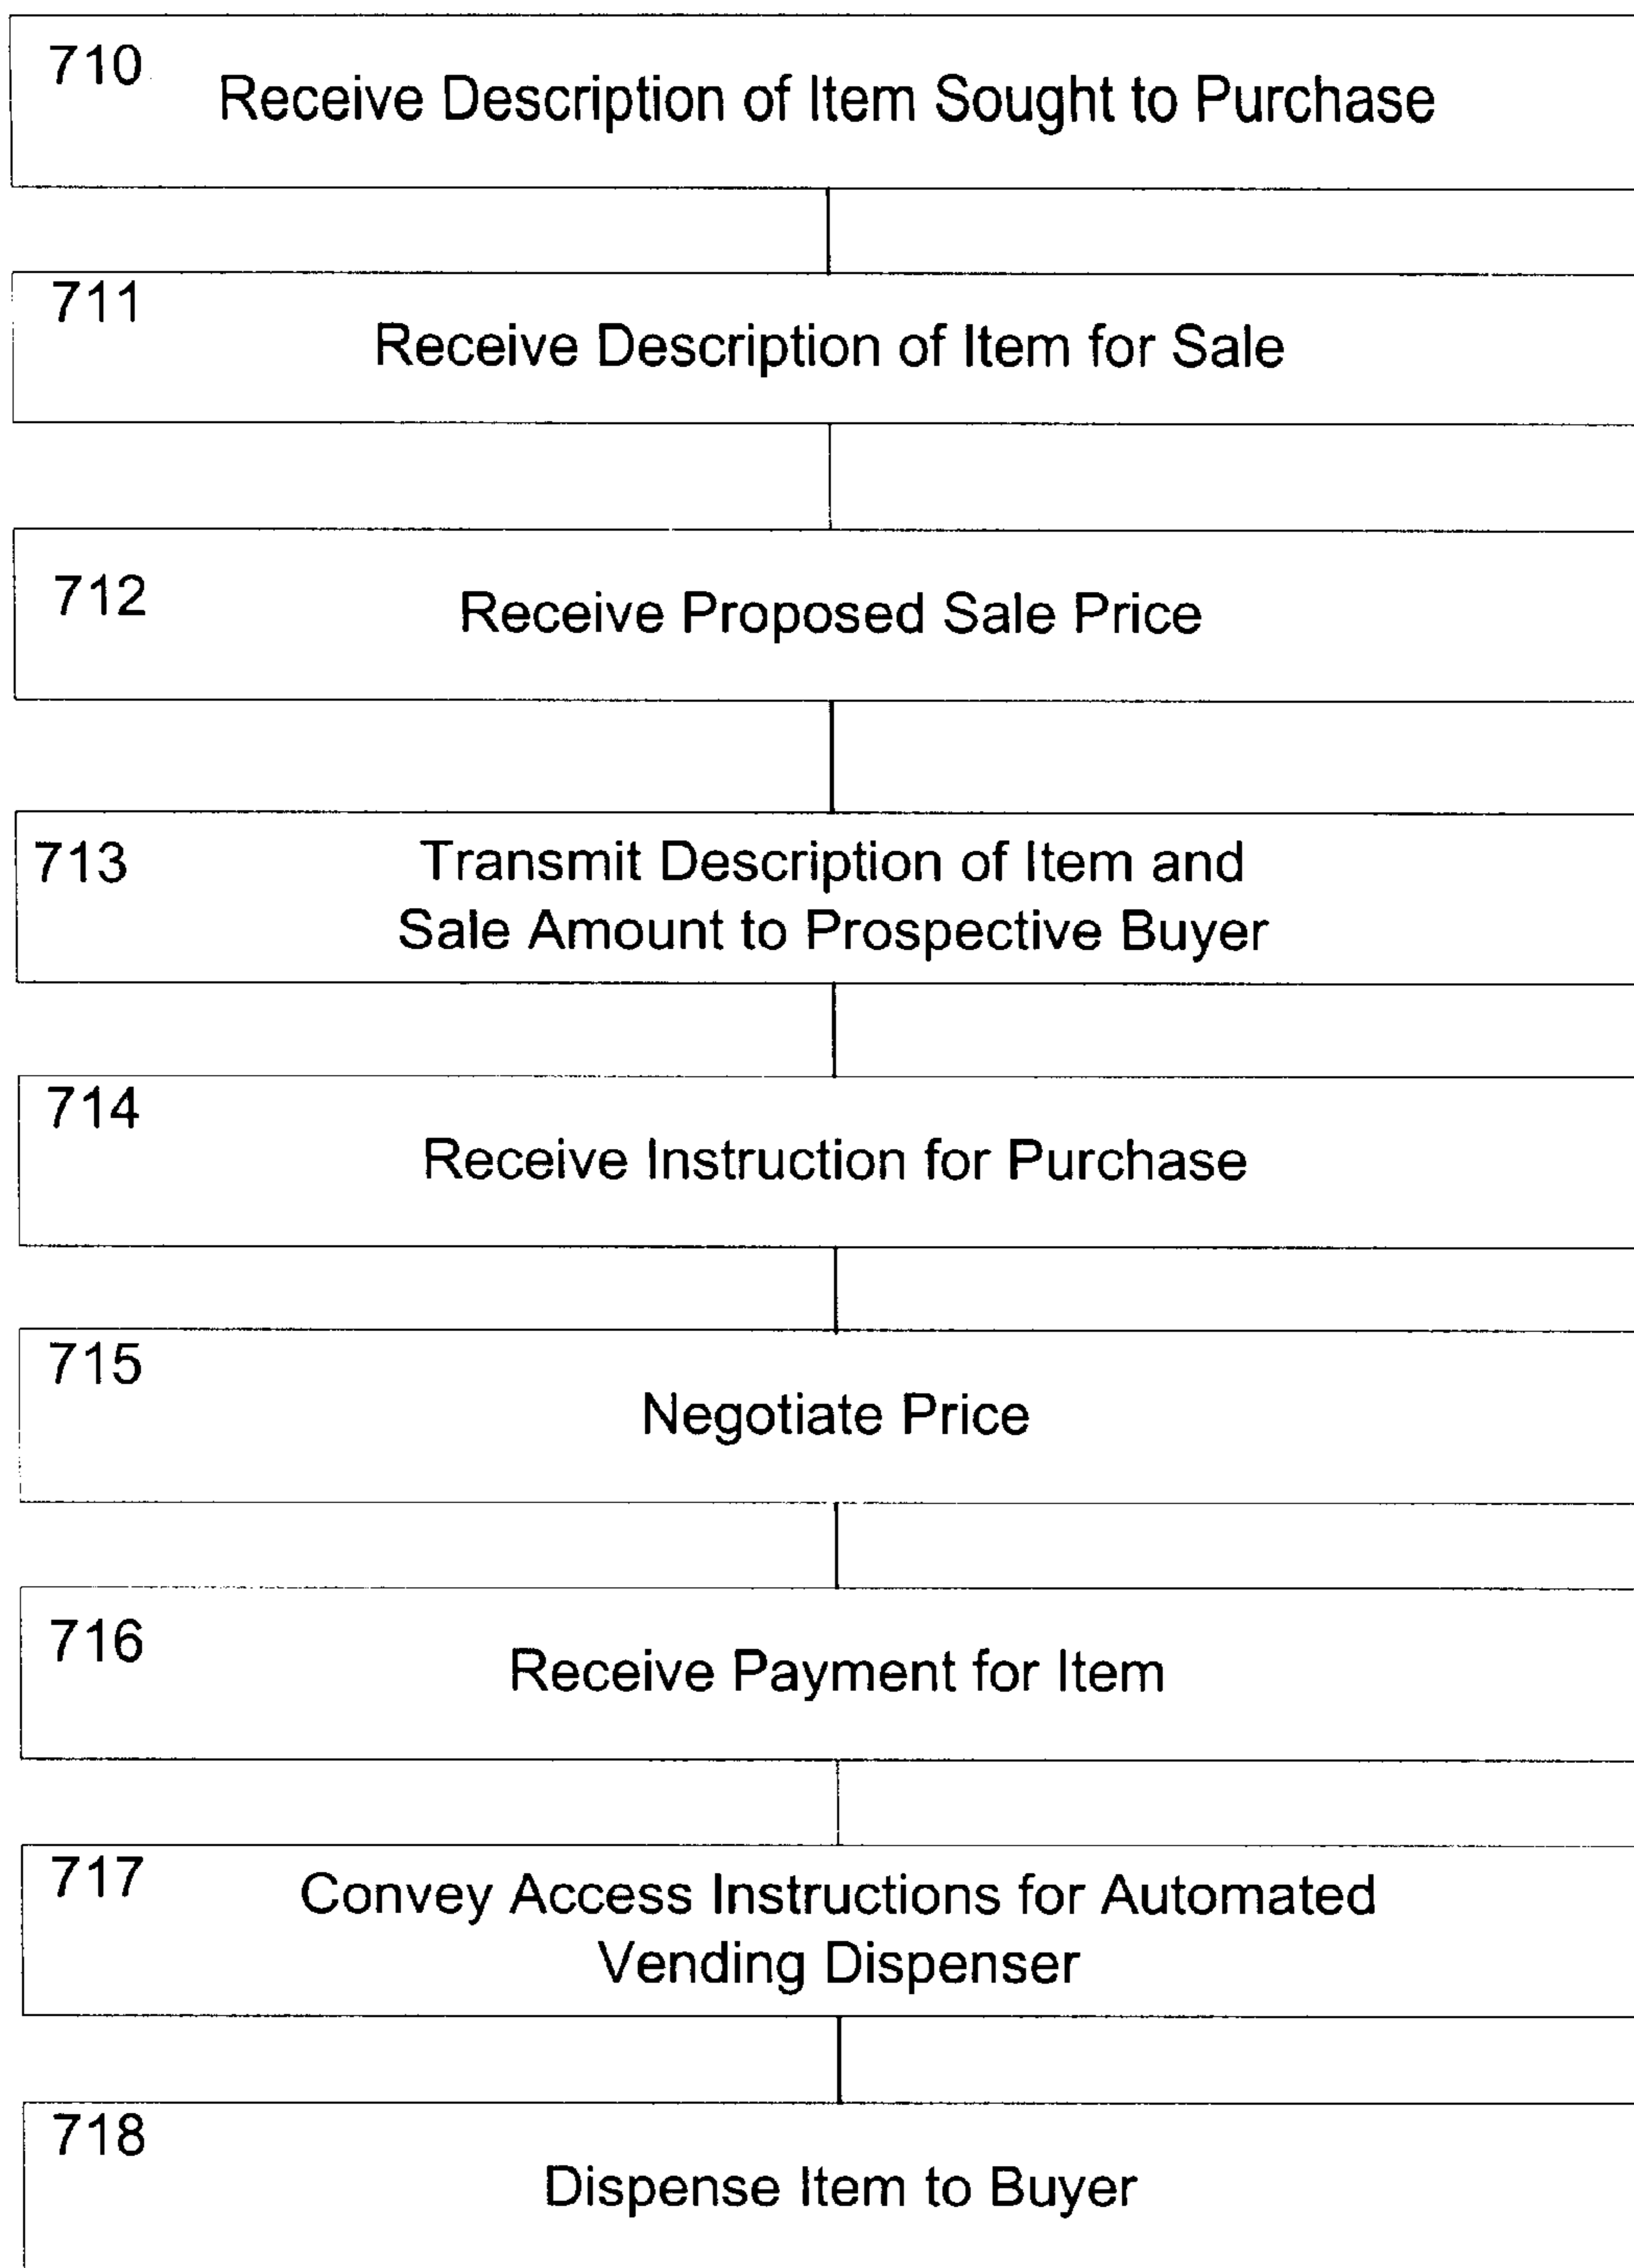 710
Receive Description of Item Sought to Purchase
711
Receive Description of Item for Sale
712
Receive Proposed Sale Price
713
Transmit Description of Item and
Sale Amount to Prospective Buyer
714
Receive Instruction for Purchase
715
Negotiate Price
716
Receive Payment for Item
717
Convey Access Instructions for Automated
Vending Dispenser
718
Dispense Item to Buyer